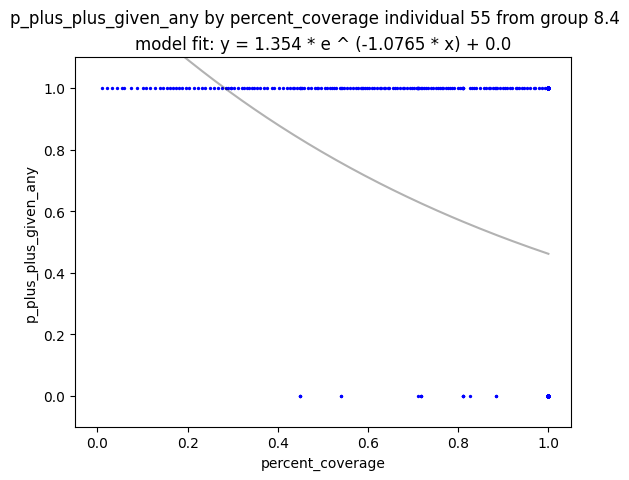 p_plus_plus_given_any by percent_coverage individual 55 from group 8.4
model fit: y = 1.354 * e ^ (-1.0765 * x) + 0.0
1.0
0.8
0.6
0.4
0.2
0.0
p_plus_plus_given_any
0.0 0.2 0.4 0.6 0.8 1.0
percent_coverage